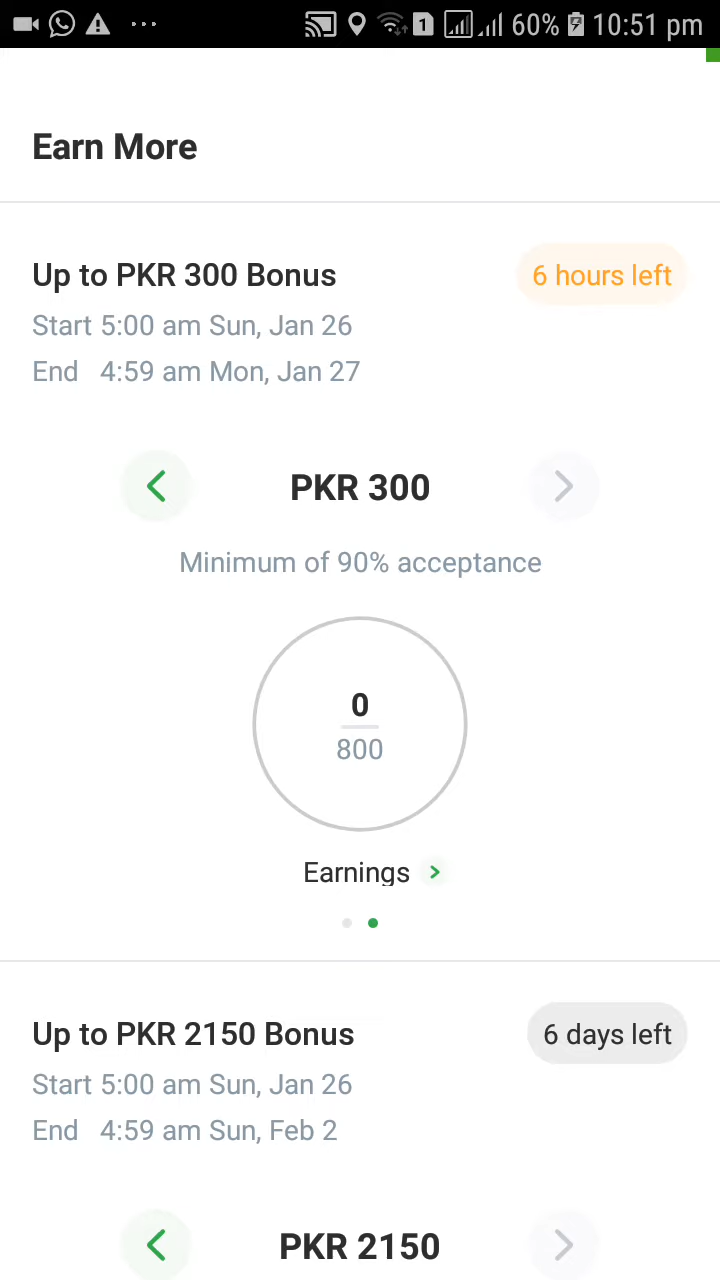 60% 10:51 pm
1
Earn More
Up to PKR 300 Bonus
6 hours left
Start 5:00 am Sun, Jan 26
End 4:59 am Mon, Jan 27
PKR 300
Minimum of 90% acceptance
0
800
Earnings
Up to PKR 2150 Bonus
6 days left
Start 5:00 am Sun, Jan 26
End 4:59 am Sun, Feb 2
PKR 2150